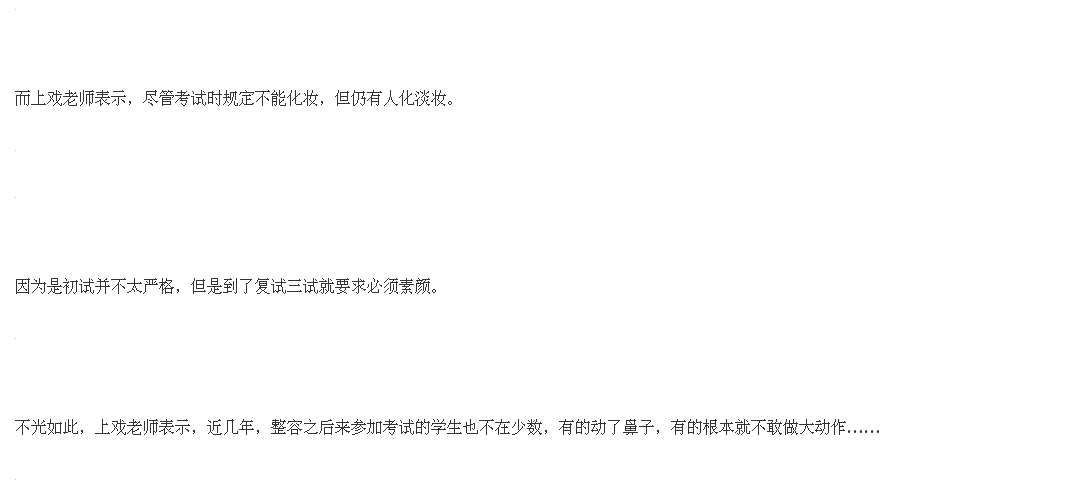 而上戏老师表示，尽管考试时规定不能化妆，但仍有人化淡妆。
因为是初试并不太严格，但是到了复试三试就要求必须素颜。
不光如此，上戏老师表示，近几年，整容之后来参加考试的学生也不在少数，有的动了鼻子，有的根本就不敢做大动作……